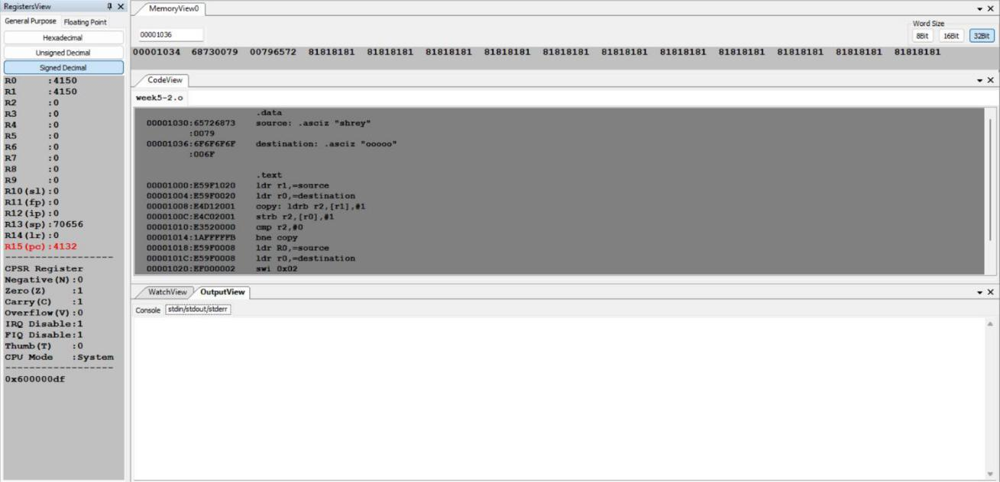 RegistersView
General Purpose Floating Point
Hexadecimal
Unsigned Decimal
Signed Decimal
R0 :4150
R1 :4150
R2 :0
R3 :0
R4 :0
R5 :0
R6 :0
R7 :0
R8 :0
R9 :0
R10(sl):0
R11(fp):0
R12(ip):0
R13(sp):70656
R14(lr):0
R15(pc):4132
-------------------
CPSR Register
Negative(N):0
Zero(Z) :1
Carry(C) :1
Overflow(V):0
IRQ Disable:1
FIQ Disable:1
Thumb(T) :0
CPU Mode :System
-------------------
0x600000df
MemoryView0
00001036
Word Size
8Bit 16Bit 32Bit
00001034 68730079 00796572 81818181 81818181 81818181 81818181 81818181 81818181 81818181 81818181 81818181 81818181 81818181
CodeView
week5-2.o
.data
00001030:65726873 source: .asciz "shrey"
:0079
00001036:6F6F6F6F destination: .asciz "ooooo"
:006F
.text
00001000:E59F1020 ldr r1,=source
00001004:E59F0020 ldr r0,=destination
00001008:E4D12001 copy: ldrb r2,[r1],#1
0000100C:E4C02001 strb r2,[r0],#1
00001010:E3520000 cmp r2,#0
00001014:1AFFFFFB bne copy
00001018:E59F0008 ldr R0,=source
0000101C:E59F0008 ldr r0,=destination
00001020:EF000002 swi 0x02
WatchView OutputView
Console stdin/stdout/stderr